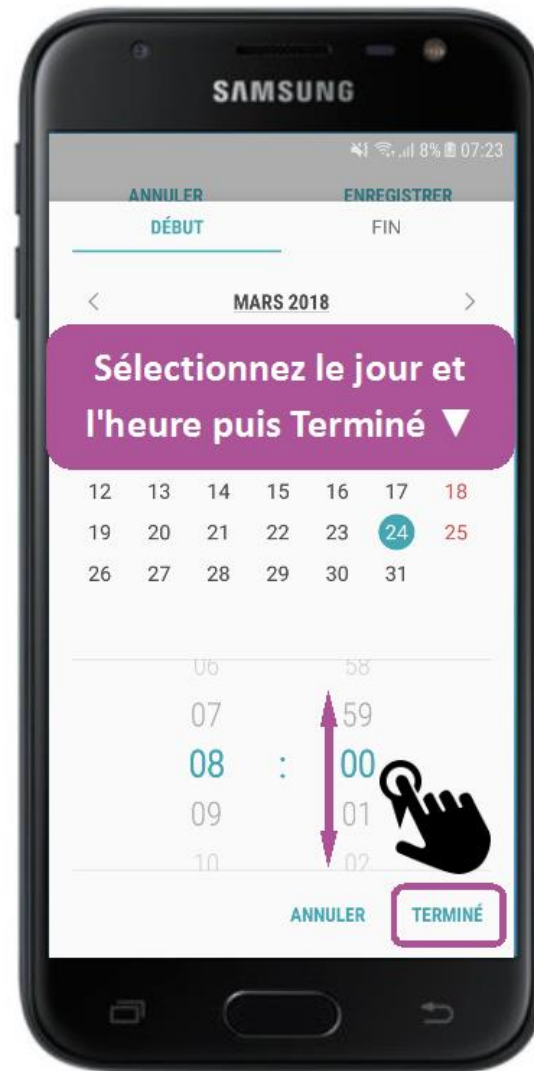 SAMSUNG
8% 07:23
ANNULER ENREGISTRER
DÉBUT FIN
< MARS 2018 >
Sélectionnez le jour et
l'heure puis Terminé ▼
12 13 14 15 16 17 18
19 20 21 22 23 24 25
26 27 28 29 30 31
06 58
07 59
08 : 00
09 01
10 02
ANNULER TERMINÉ